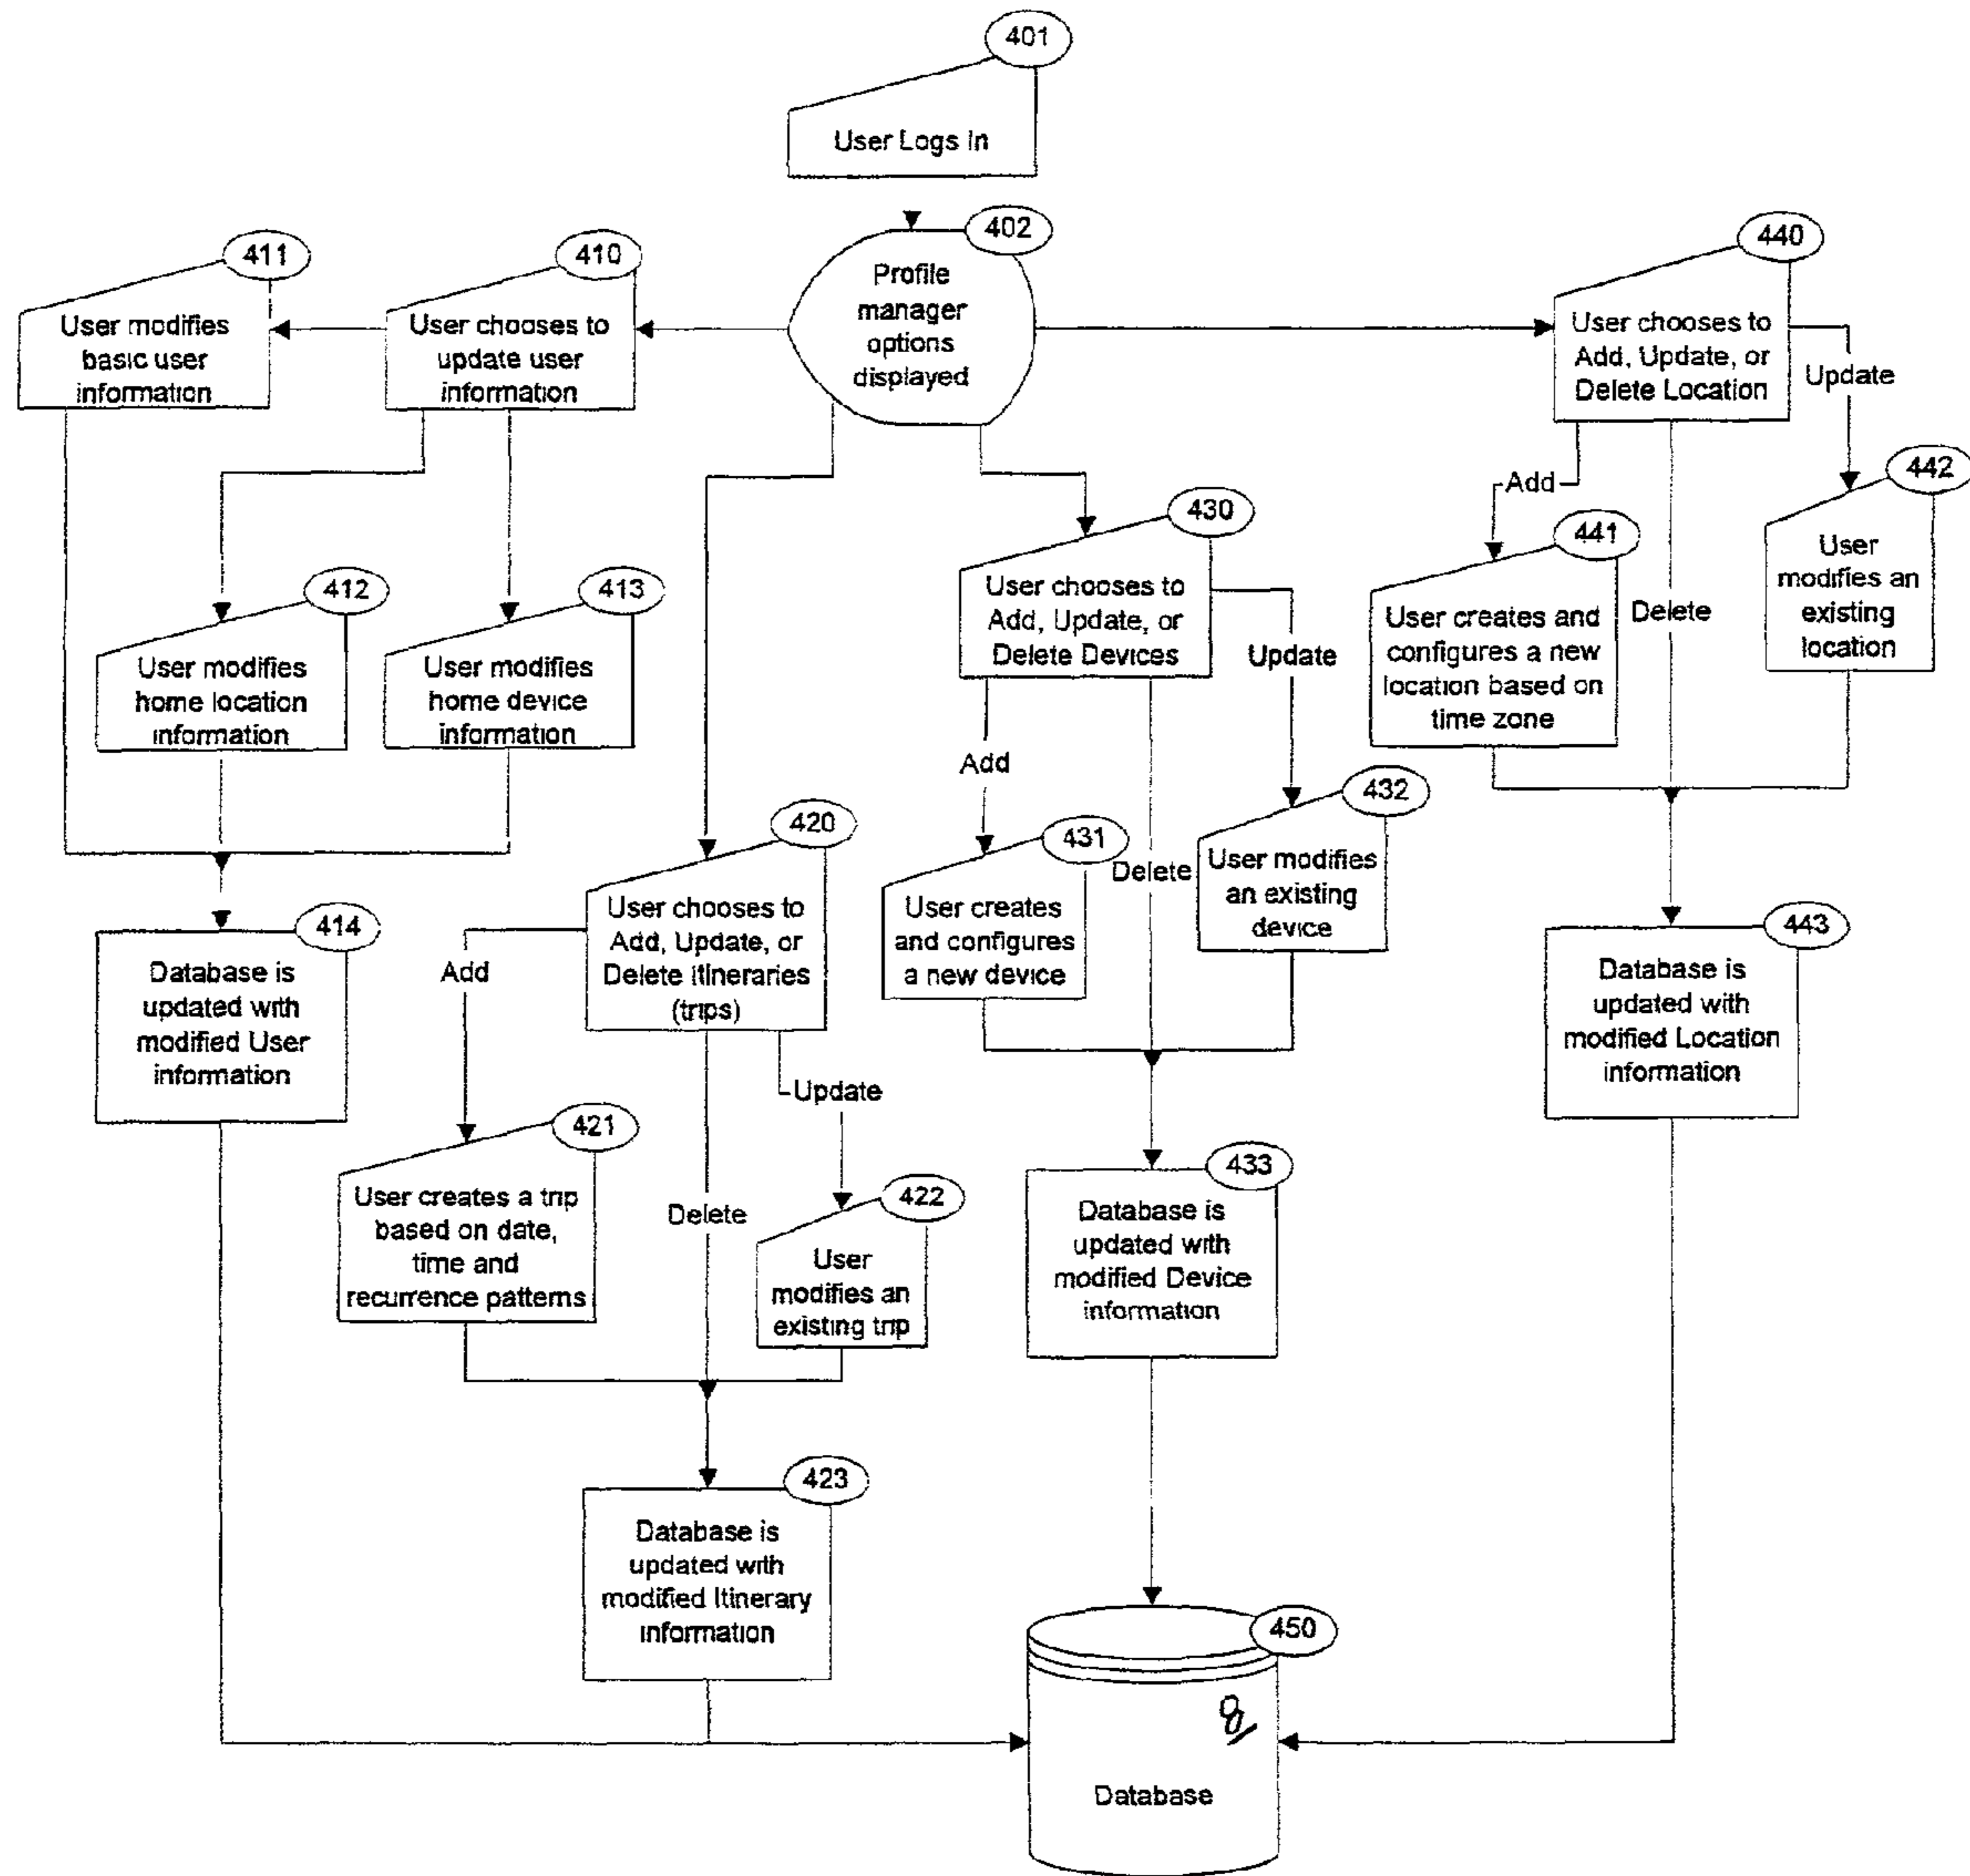 401
User Logs In
402
Profile
manager
options
displayed
411
User modifies
basic user
information
410
User chooses to
update user
information
440
User chooses to
Add, Update, or
Delete Location
Update
442
User
modifies an
existing
location
Add
441
User creates and
configures a new
location based on
time zone
Delete
430
User chooses to
Add, Update, or
Delete Devices
Update
412
User modifies
home location
information
413
User modifies
home device
information
Add
431
User creates
and configures
a new device
Delete
432
User modifies
an existing
device
420
User chooses to
Add, Update, or
Delete Itineraries
(trips)
414
Database is
updated with
modified User
information
443
Database is
updated with
modified Location
information
Add
421
User creates a trip
based on date,
time and
recurrence patterns
Delete
Update
422
User
modifies an
existing trip
433
Database is
updated with
modified Device
information
423
Database is
updated with
modified Itinerary
information
450
8
Database